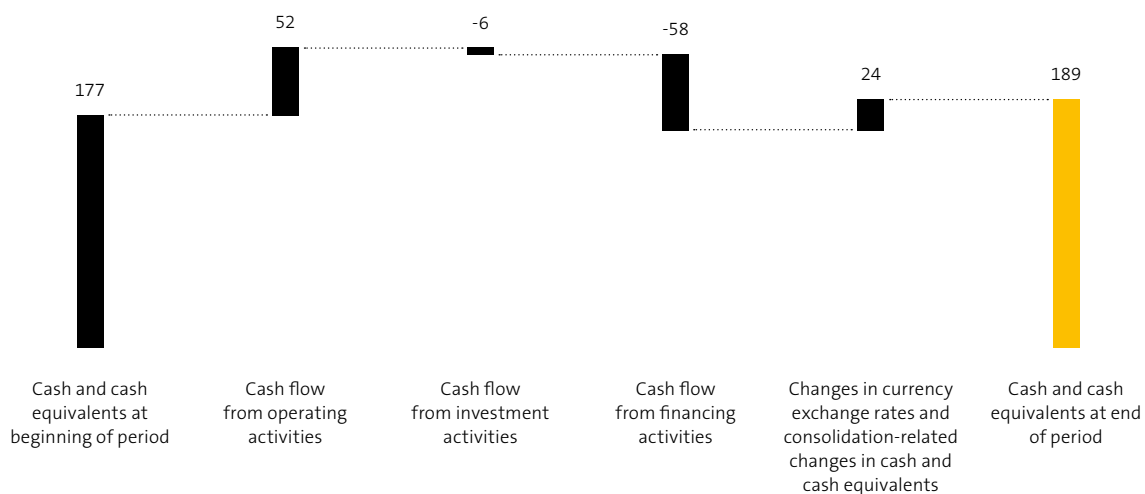 52
-6
-58
24
189
177
Cash and cash
equivalents at
beginning of period
Cash flow
from operating
activities
Cash flow
from investment
activities
Cash flow
from financing
activities
Changes in currency
exchange rates and
consolidation-related
changes in cash and
cash equivalents
Cash and cash
equivalents at end
of period